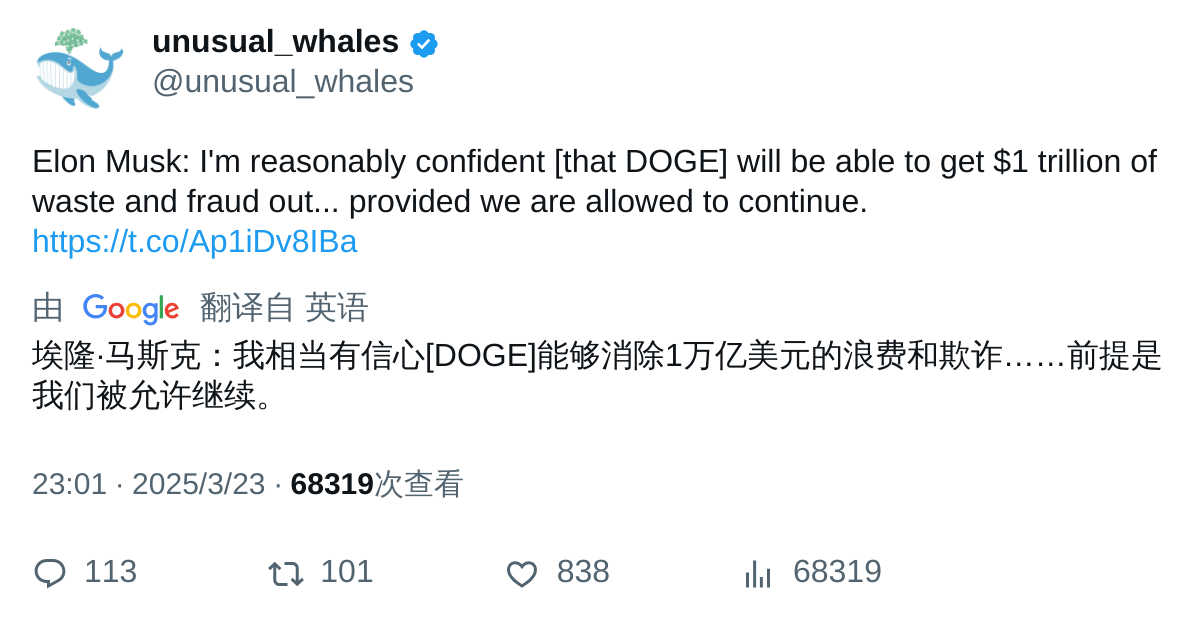 unusual_whales
@unusual_whales
Elon Musk: I'm reasonably confident [that DOGE] will be able to get $1 trillion of
waste and fraud out... provided we are allowed to continue.
https://t.co/Ap1iDv8IBa
由 Google 翻译自 英语
埃隆·马斯克：我相当有信心[DOGE]能够消除1万亿美元的浪费和欺诈……前提是
我们被允许继续。
23:01 · 2025/3/23 · 68319次查看
113 101 838 68319